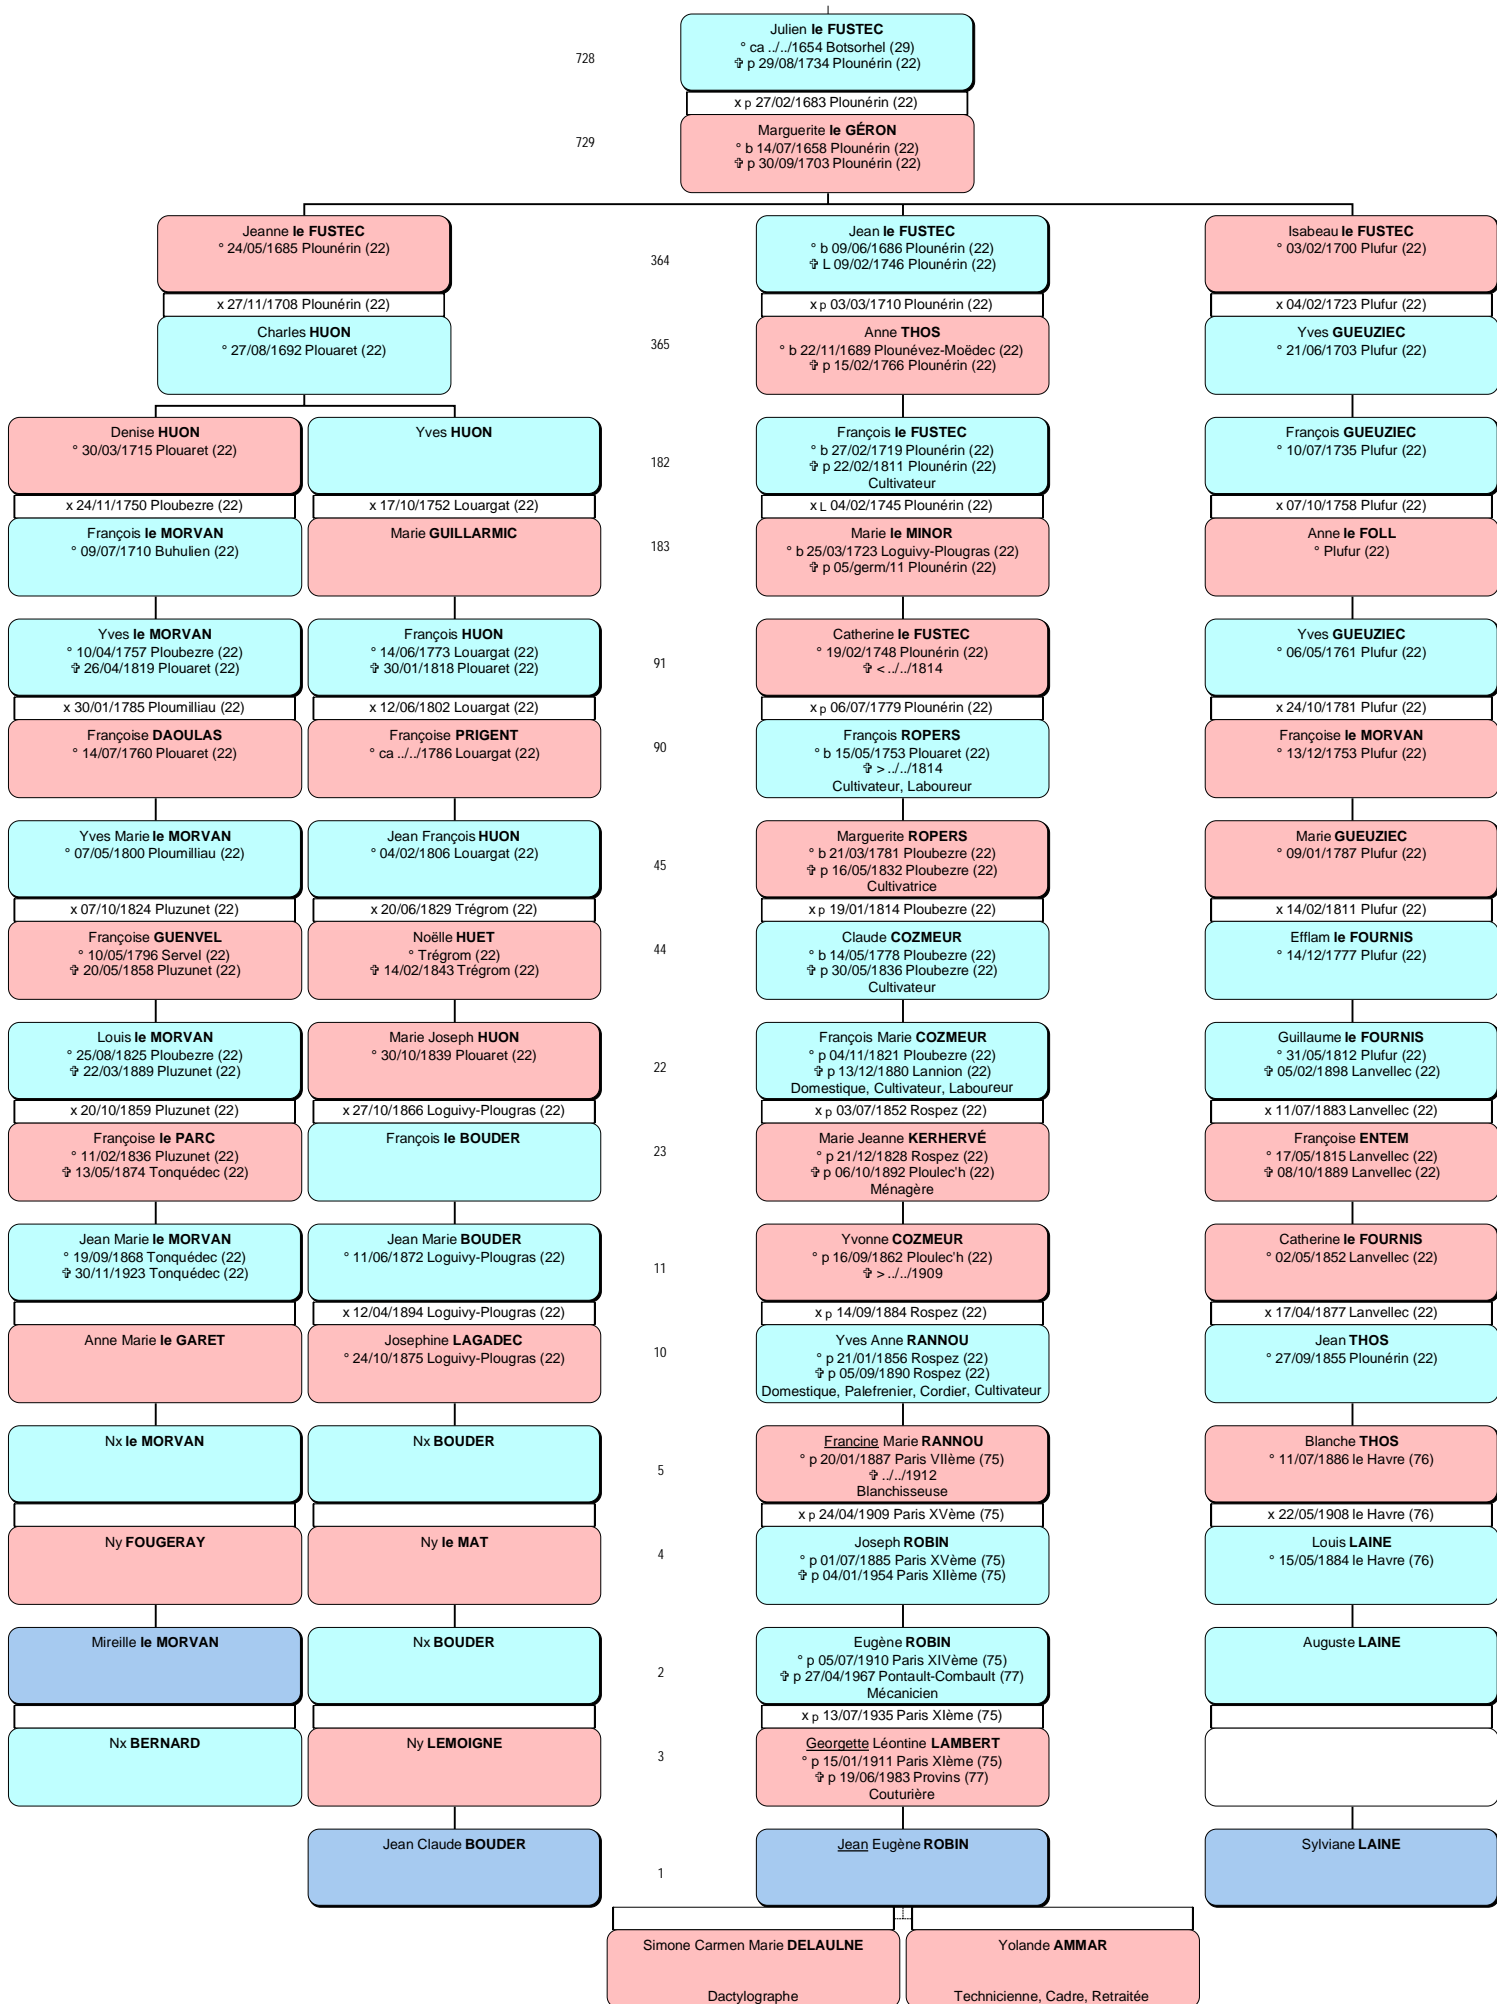 Julien le FUSTEC
° ca ../../1654 Botsorhel (29)
✞ p 29/08/1734 Plounérin (22)
728
x p 27/02/1683 Plounérin (22)
Marguerite le GÉRON
° b 14/07/1658 Plounérin (22)
✞ p 30/09/1703 Plounérin (22)
729
Jeanne le FUSTEC
° 24/05/1685 Plounérin (22)
x 27/11/1708 Plounérin (22)
Charles HUON
° 27/08/1692 Plouaret (22)
364
Jean le FUSTEC
° b 09/06/1686 Plounérin (22)
✞ L 09/02/1746 Plounérin (22)
x p 03/03/1710 Plounérin (22)
365
Anne THOS
° b 22/11/1689 Plounévez-Moëdec (22)
✞ p 15/02/1766 Plounérin (22)
Isabeau le FUSTEC
° 03/02/1700 Plufur (22)
x 04/02/1723 Plufur (22)
Yves GUEUZIEC
° 21/06/1703 Plufur (22)
Denise HUON
° 30/03/1715 Plouaret (22)
x 24/11/1750 Ploubezre (22)
François le MORVAN
° 09/07/1710 Buhulien (22)
Yves HUON
x 17/10/1752 Louargat (22)
Marie GUILLARMIC
182
François le FUSTEC
° b 27/02/1719 Plounérin (22)
✞ p 22/02/1811 Plounérin (22)
Cultivateur
x L 04/02/1745 Plounérin (22)
183
Marie le MINOR
° b 25/03/1723 Loguivy-Plougras (22)
✞ p 05/germ/11 Plounérin (22)
François GUEUZIEC
° 10/07/1735 Plufur (22)
x 07/10/1758 Plufur (22)
Anne le FOLL
° Plufur (22)
Yves le MORVAN
° 10/04/1757 Ploubezre (22)
✞ 26/04/1819 Plouaret (22)
x 30/01/1785 Ploumilliau (22)
Françoise DAOULAS
° 14/07/1760 Plouaret (22)
François HUON
° 14/06/1773 Louargat (22)
✞ 30/01/1818 Plouaret (22)
x 12/06/1802 Louargat (22)
Françoise PRIGENT
° ca ../../1786 Louargat (22)
91
Catherine le FUSTEC
° 19/02/1748 Plounérin (22)
✞ < ../../1814
x p 06/07/1779 Plounérin (22)
90
François ROPERS
° b 15/05/1753 Plouaret (22)
✞ > ../../1814
Cultivateur, Laboureur
Yves GUEUZIEC
° 06/05/1761 Plufur (22)
x 24/10/1781 Plufur (22)
Françoise le MORVAN
° 13/12/1753 Plufur (22)
Yves Marie le MORVAN
° 07/05/1800 Ploumilliau (22)
x 07/10/1824 Pluzunet (22)
Françoise GUENVEL
° 10/05/1796 Servel (22)
✞ 20/05/1858 Pluzunet (22)
Jean François HUON
° 04/02/1806 Louargat (22)
x 20/06/1829 Trégrom (22)
Noëlle HUET
° Trégrom (22)
✞ 14/02/1843 Trégrom (22)
45
Marguerite ROPERS
° b 21/03/1781 Ploubezre (22)
✞ p 16/05/1832 Ploubezre (22)
Cultivatrice
x p 19/01/1814 Ploubezre (22)
44
Claude COZMEUR
° b 14/05/1778 Ploubezre (22)
✞ p 30/05/1836 Ploubezre (22)
Cultivateur
Marie GUEUZIEC
° 09/01/1787 Plufur (22)
x 14/02/1811 Plufur (22)
Efflam le FOURNIS
° 14/12/1777 Plufur (22)
Louis le MORVAN
° 25/08/1825 Ploubezre (22)
✞ 22/03/1889 Pluzunet (22)
x 20/10/1859 Pluzunet (22)
Françoise le PARC
° 11/02/1836 Pluzunet (22)
✞ 13/05/1874 Tonquédec (22)
Marie Joseph HUON
° 30/10/1839 Plouaret (22)
x 27/10/1866 Loguivy-Plougras (22)
François le BOUDER
22
François Marie COZMEUR
° p 04/11/1821 Ploubezre (22)
✞ p 13/12/1880 Lannion (22)
Domestique, Cultivateur, Laboureur
x p 03/07/1852 Rospez (22)
23
Marie Jeanne KERHERVÉ
° p 21/12/1828 Rospez (22)
✞ p 06/10/1892 Ploulec'h (22)
Ménagère
Guillaume le FOURNIS
° 31/05/1812 Plufur (22)
✞ 05/02/1898 Lanvellec (22)
x 11/07/1883 Lanvellec (22)
Françoise ENTEM
° 17/05/1815 Lanvellec (22)
✞ 08/10/1889 Lanvellec (22)
Jean Marie le MORVAN
° 19/09/1868 Tonquédec (22)
✞ 30/11/1923 Tonquédec (22)
Anne Marie le GARET
Jean Marie BOUDER
° 11/06/1872 Loguivy-Plougras (22)
x 12/04/1894 Loguivy-Plougras (22)
Josephine LAGADEC
° 24/10/1875 Loguivy-Plougras (22)
11
Yvonne COZMEUR
° p 16/09/1862 Ploulec'h (22)
✞ > ../../1909
x p 14/09/1884 Rospez (22)
10
Yves Anne RANNOU
° p 21/01/1856 Rospez (22)
✞ p 05/09/1890 Rospez (22)
Domestique, Palefrenier, Cordier, Cultivateur
Catherine le FOURNIS
° 02/05/1852 Lanvellec (22)
x 17/04/1877 Lanvellec (22)
Jean THOS
° 27/09/1855 Plounérin (22)
Nx le MORVAN
Ny FOUGERAY
Nx BOUDER
Ny le MAT
5
Francine Marie RANNOU
° p 20/01/1887 Paris VIIème (75)
✞ ../../1912
Blanchisseuse
x p 24/04/1909 Paris XVème (75)
4
Joseph ROBIN
° p 01/07/1885 Paris XVème (75)
✞ p 04/01/1954 Paris XIIème (75)
Blanche THOS
° 11/07/1886 le Havre (76)
x 22/05/1908 le Havre (76)
Louis LAINE
° 15/05/1884 le Havre (76)
Mireille le MORVAN
Nx BERNARD
Nx BOUDER
Ny LEMOIGNE
2
Eugène ROBIN
° p 05/07/1910 Paris XIVème (75)
✞ p 27/04/1967 Pontault-Combault (77)
Mécanicien
x p 13/07/1935 Paris XIème (75)
3
Georgette Léontine LAMBERT
° p 15/01/1911 Paris XIème (75)
✞ p 19/06/1983 Provins (77)
Couturière
Auguste LAINE
Jean Claude BOUDER
1
Jean Eugène ROBIN
Sylviane LAINE
Simone Carmen Marie DELAULNE
Dactylographe
Yolande AMMAR
Technicienne, Cadre, Retraitée